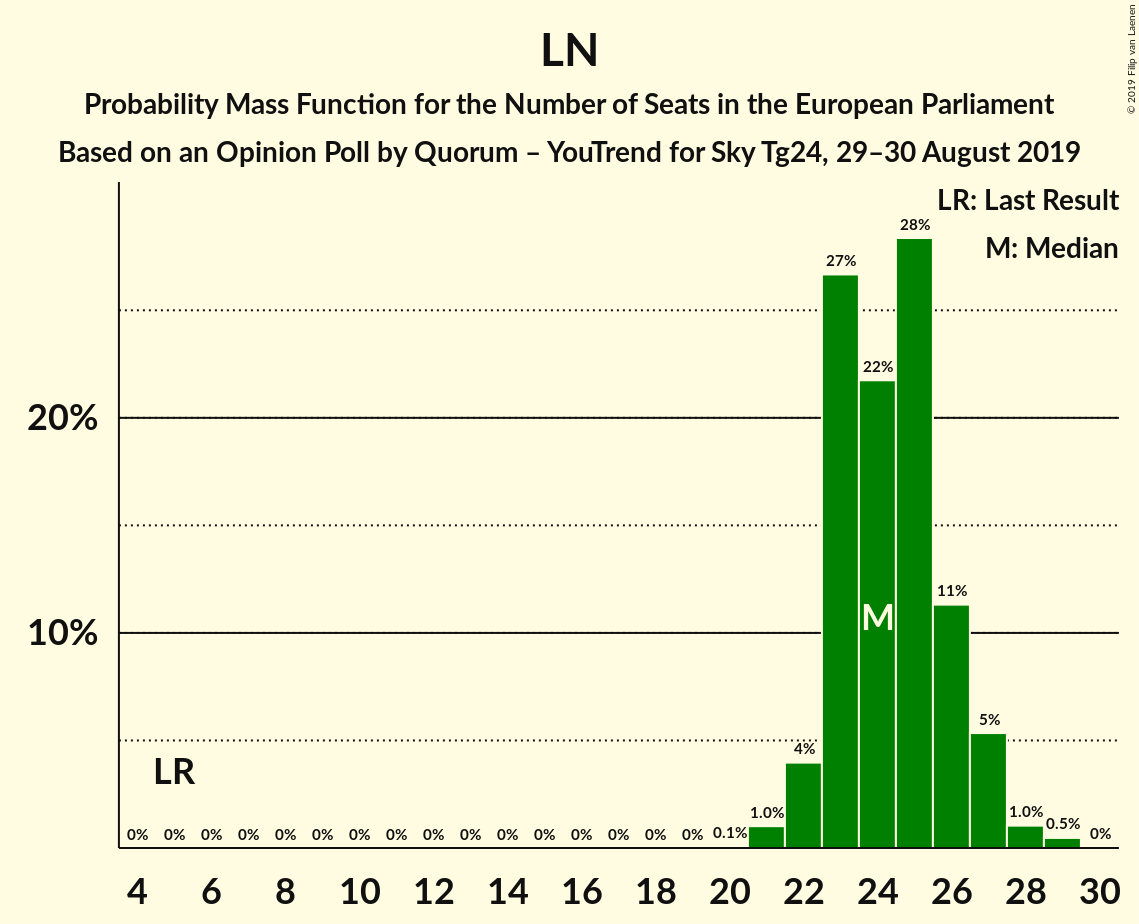 LN
Probability Mass Function for the Number of Seats in the European Parliament
Based on an Opinion Poll by Quorum – YouTrend for Sky Tg24, 29–30 August 2019
© 2019 Filip van Laenen
LR: Last Result
M: Median
28%
27%
22%
20%
11%
M
10%
5%
4%
LR
0% 0% 0% 0% 0% 0% 0% 0% 0% 0% 0% 0% 0% 0% 0% 0% 0.1% 1.0% 1.0% 0.5% 0%
4 6 8 10 12 14 16 18 20 22 24 26 28 30